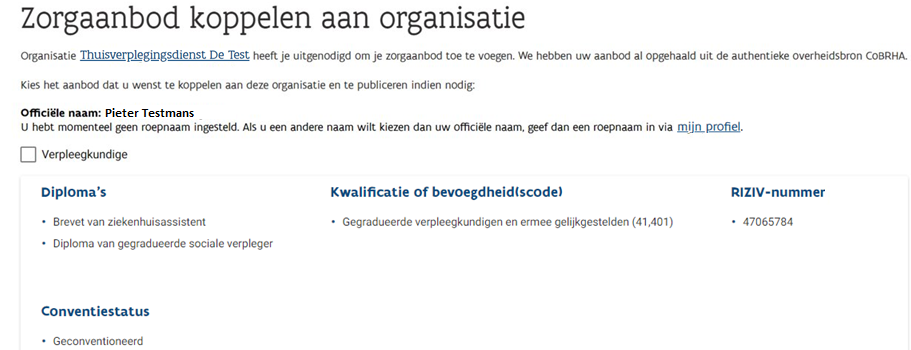 Zorgaanbod koppelen aan organisatie
Organisatie Thuisverplegingsdienst De Test heeft je uitgenodigd om je zorgaanbod toe te voegen. We hebben uw aanbod al opgehaald uit de authentieke overheidsbron CoBRHA.
Kies het aanbod dat u wenst te koppelen aan deze organisatie en te publiceren indien nodig:
Officiële naam: Pieter Testmans
U hebt momenteel geen roepnaam ingesteld. Als u een andere naam wilt kiezen dan uw officiële naam, geef dan een roepnaam in via mijn profiel.
Verpleegkundige
Diploma's
• Brevet van ziekenhuisassistent
• Diploma van gegradueerde sociale verpleger
Kwalificatie of bevoegdheid(scode)
• Gegradueerde verpleegkundigen en ermee gelijkgestelden (41,401)
RIZIV-nummer
• 47065784
Conventiestatus
• Geconventioneerd